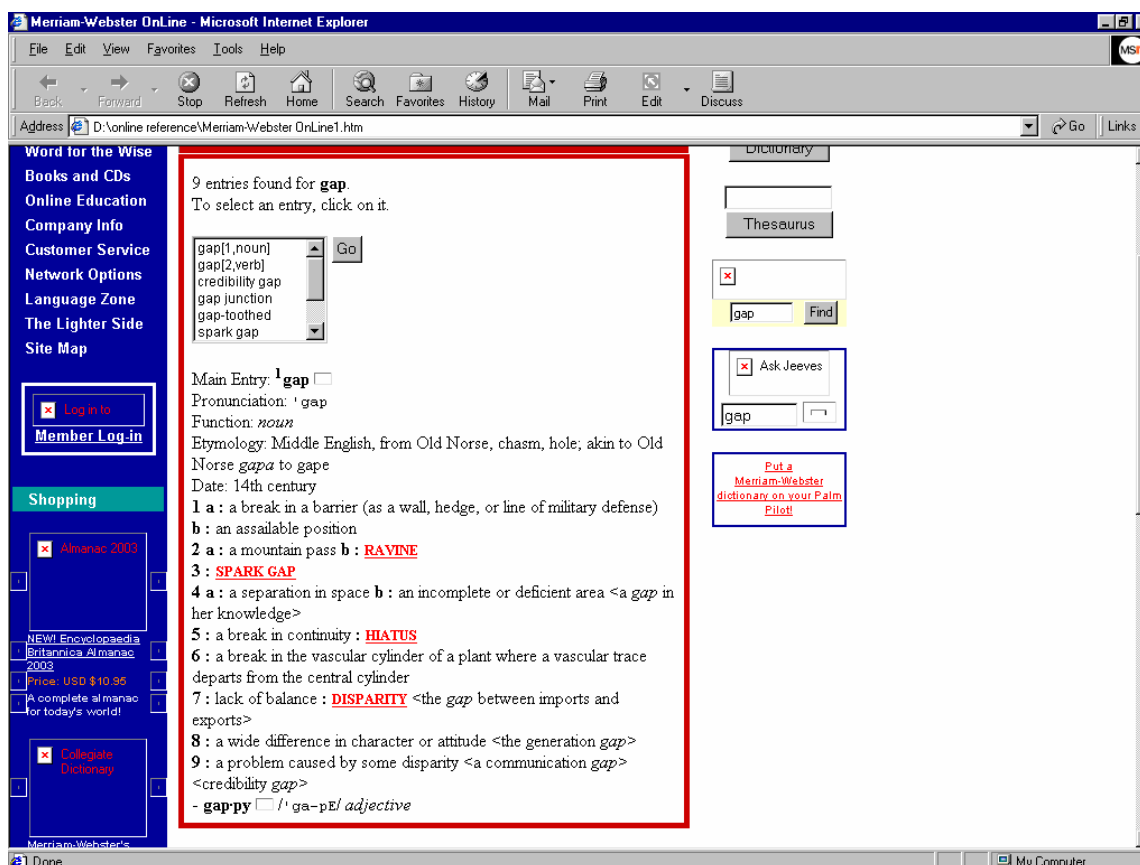 Merriam-Webster OnLine - Microsoft Internet Explorer
File Edit View Favorites Tools Help
Back Forward Stop Refresh Home Search Favorites History Mail Print Edit Discuss
Address D:\online reference\Merriam-Webster OnLine1.htm Go Links
Word for the Wise
Books and CDs
Online Education
Company Info
Customer Service
Network Options
Language Zone
The Lighter Side
Site Map
Log in to
Member Log-in
Shopping
Almanac 2003
NEW! Encyclopaedia
Britannica Almanac
2003
Price: USD $10.95
A complete almanac
for today's world!
Collegiate
Dictionary
Merriam-Webster's
9 entries found for gap.
To select an entry, click on it.
gap[1,noun]
gap[2,verb]
credibility gap
gap junction
gap-toothed
spark gap
Go
Main Entry: 1gap
Pronunciation: 'gap
Function: noun
Etymology: Middle English, from Old Norse, chasm, hole; akin to Old
Norse gapa to gape
Date: 14th century
1 a : a break in a barrier (as a wall, hedge, or line of military defense)
b : an assailable position
2 a : a mountain pass b : RAVINE
3 : SPARK GAP
4 a : a separation in space b : an incomplete or deficient area <a gap in
her knowledge>
5 : a break in continuity : HIATUS
6 : a break in the vascular cylinder of a plant where a vascular trace
departs from the central cylinder
7 : lack of balance : DISPARITY <the gap between imports and
exports>
8 : a wide difference in character or attitude <the generation gap>
9 : a problem caused by some disparity <a communication gap>
<credibility gap>
- gap·py /'ga-pE/ adjective
Dictionary
Thesaurus
gap Find
Ask Jeeves
gap
Put a
Merriam-Webster
dictionary on your Palm
Pilot!
Done
My Computer